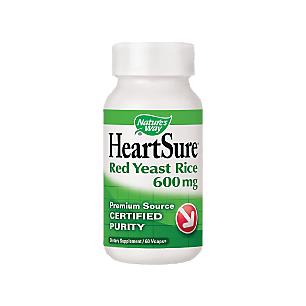 Nature's
Way
HeartSure
Red Yeast Rice
600 mg
Premium Source
CERTIFIED
PURITY
Dietary Supplement / 60 Vcaps